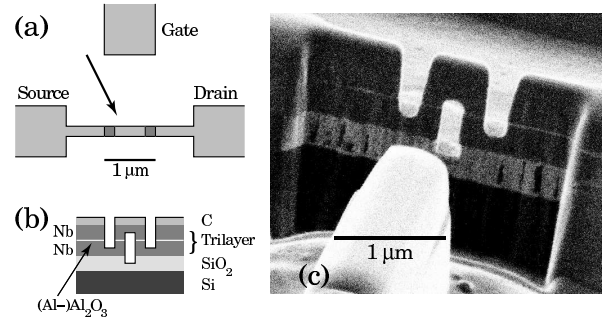 (a)
Gate
Source
Drain
1 μm
(b)
C
Nb
Trilayer
Nb
SiO2
Si
(Al–)Al2O3
1 μm
(c)